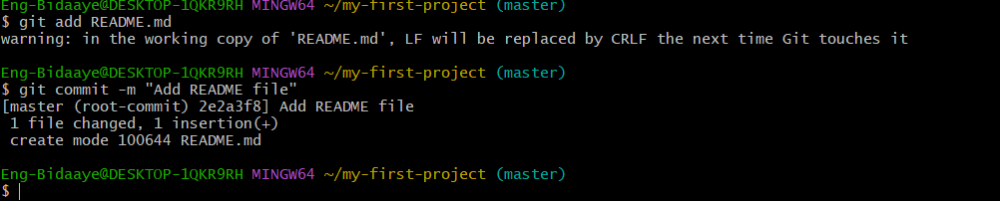 Eng-Bidaaye@DESKTOP-1QKR9RH MINGW64 ~/my-first-project (master)
$ git add README.md
warning: in the working copy of 'README.md', LF will be replaced by CRLF the next time Git touches it
Eng-Bidaaye@DESKTOP-1QKR9RH MINGW64 ~/my-first-project (master)
$ git commit -m "Add README file"
[master (root-commit) 2e2a3f8] Add README file
 1 file changed, 1 insertion(+)
 create mode 100644 README.md
Eng-Bidaaye@DESKTOP-1QKR9RH MINGW64 ~/my-first-project (master)
$